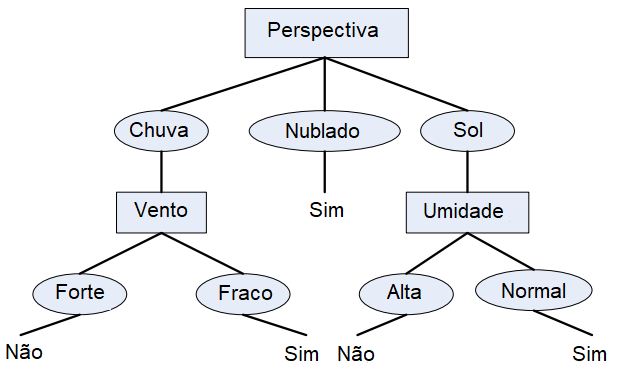 Perspectiva
Chuva
Nublado
Sol
Vento
Sim
Umidade
Forte
Fraco
Alta
Normal
Não
Sim
Não
Sim